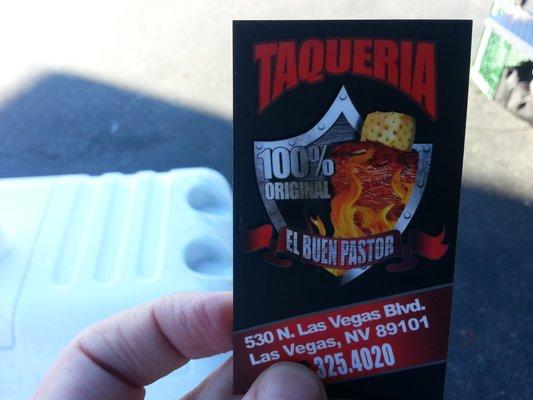 TAQUERIA
100%
ORIGINAL
EL BUEN PASTOR
530 N. Las Vegas Blvd.
Las Vegas, NV 89101
325.4020